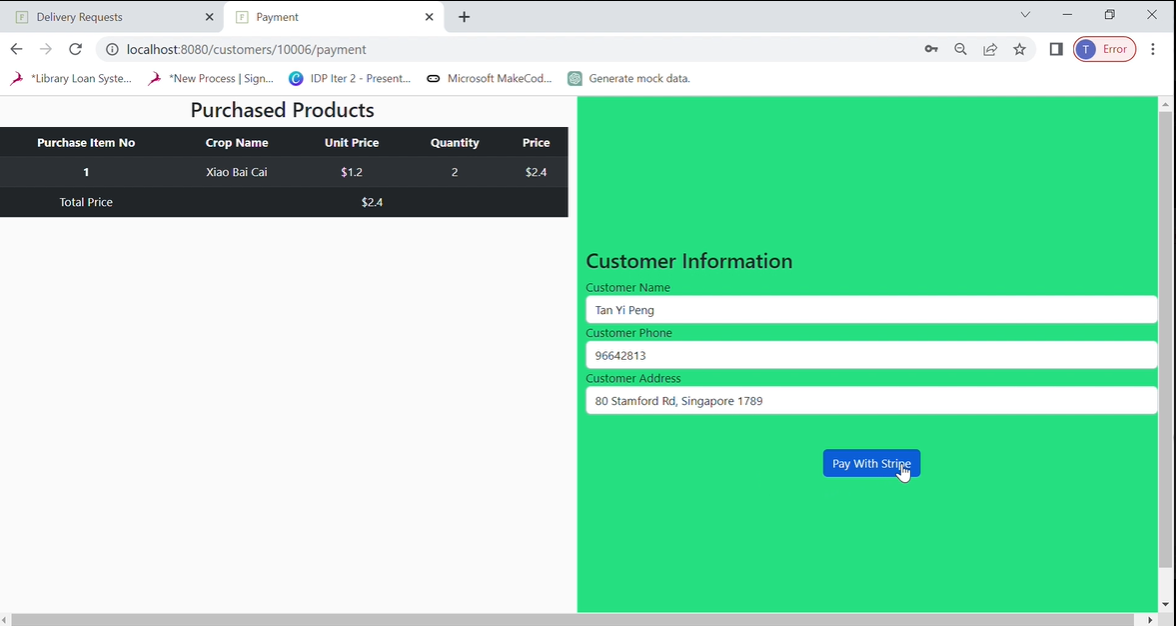 Delivery Requests
Payment
localhost:8080/customers/10006/payment
T Error
*Library Loan Syste... *New Process | Sign... IDP Iter 2 - Present... Microsoft MakeCod... Generate mock data.
Purchased Products
Purchase Item No Crop Name Unit Price Quantity Price
1 Xiao Bai Cai $1.2 2 $2.4
Total Price $2.4
Customer Information
Customer Name
Tan Yi Peng
Customer Phone
96642813
Customer Address
80 Stamford Rd, Singapore 1789
Pay With Stripe